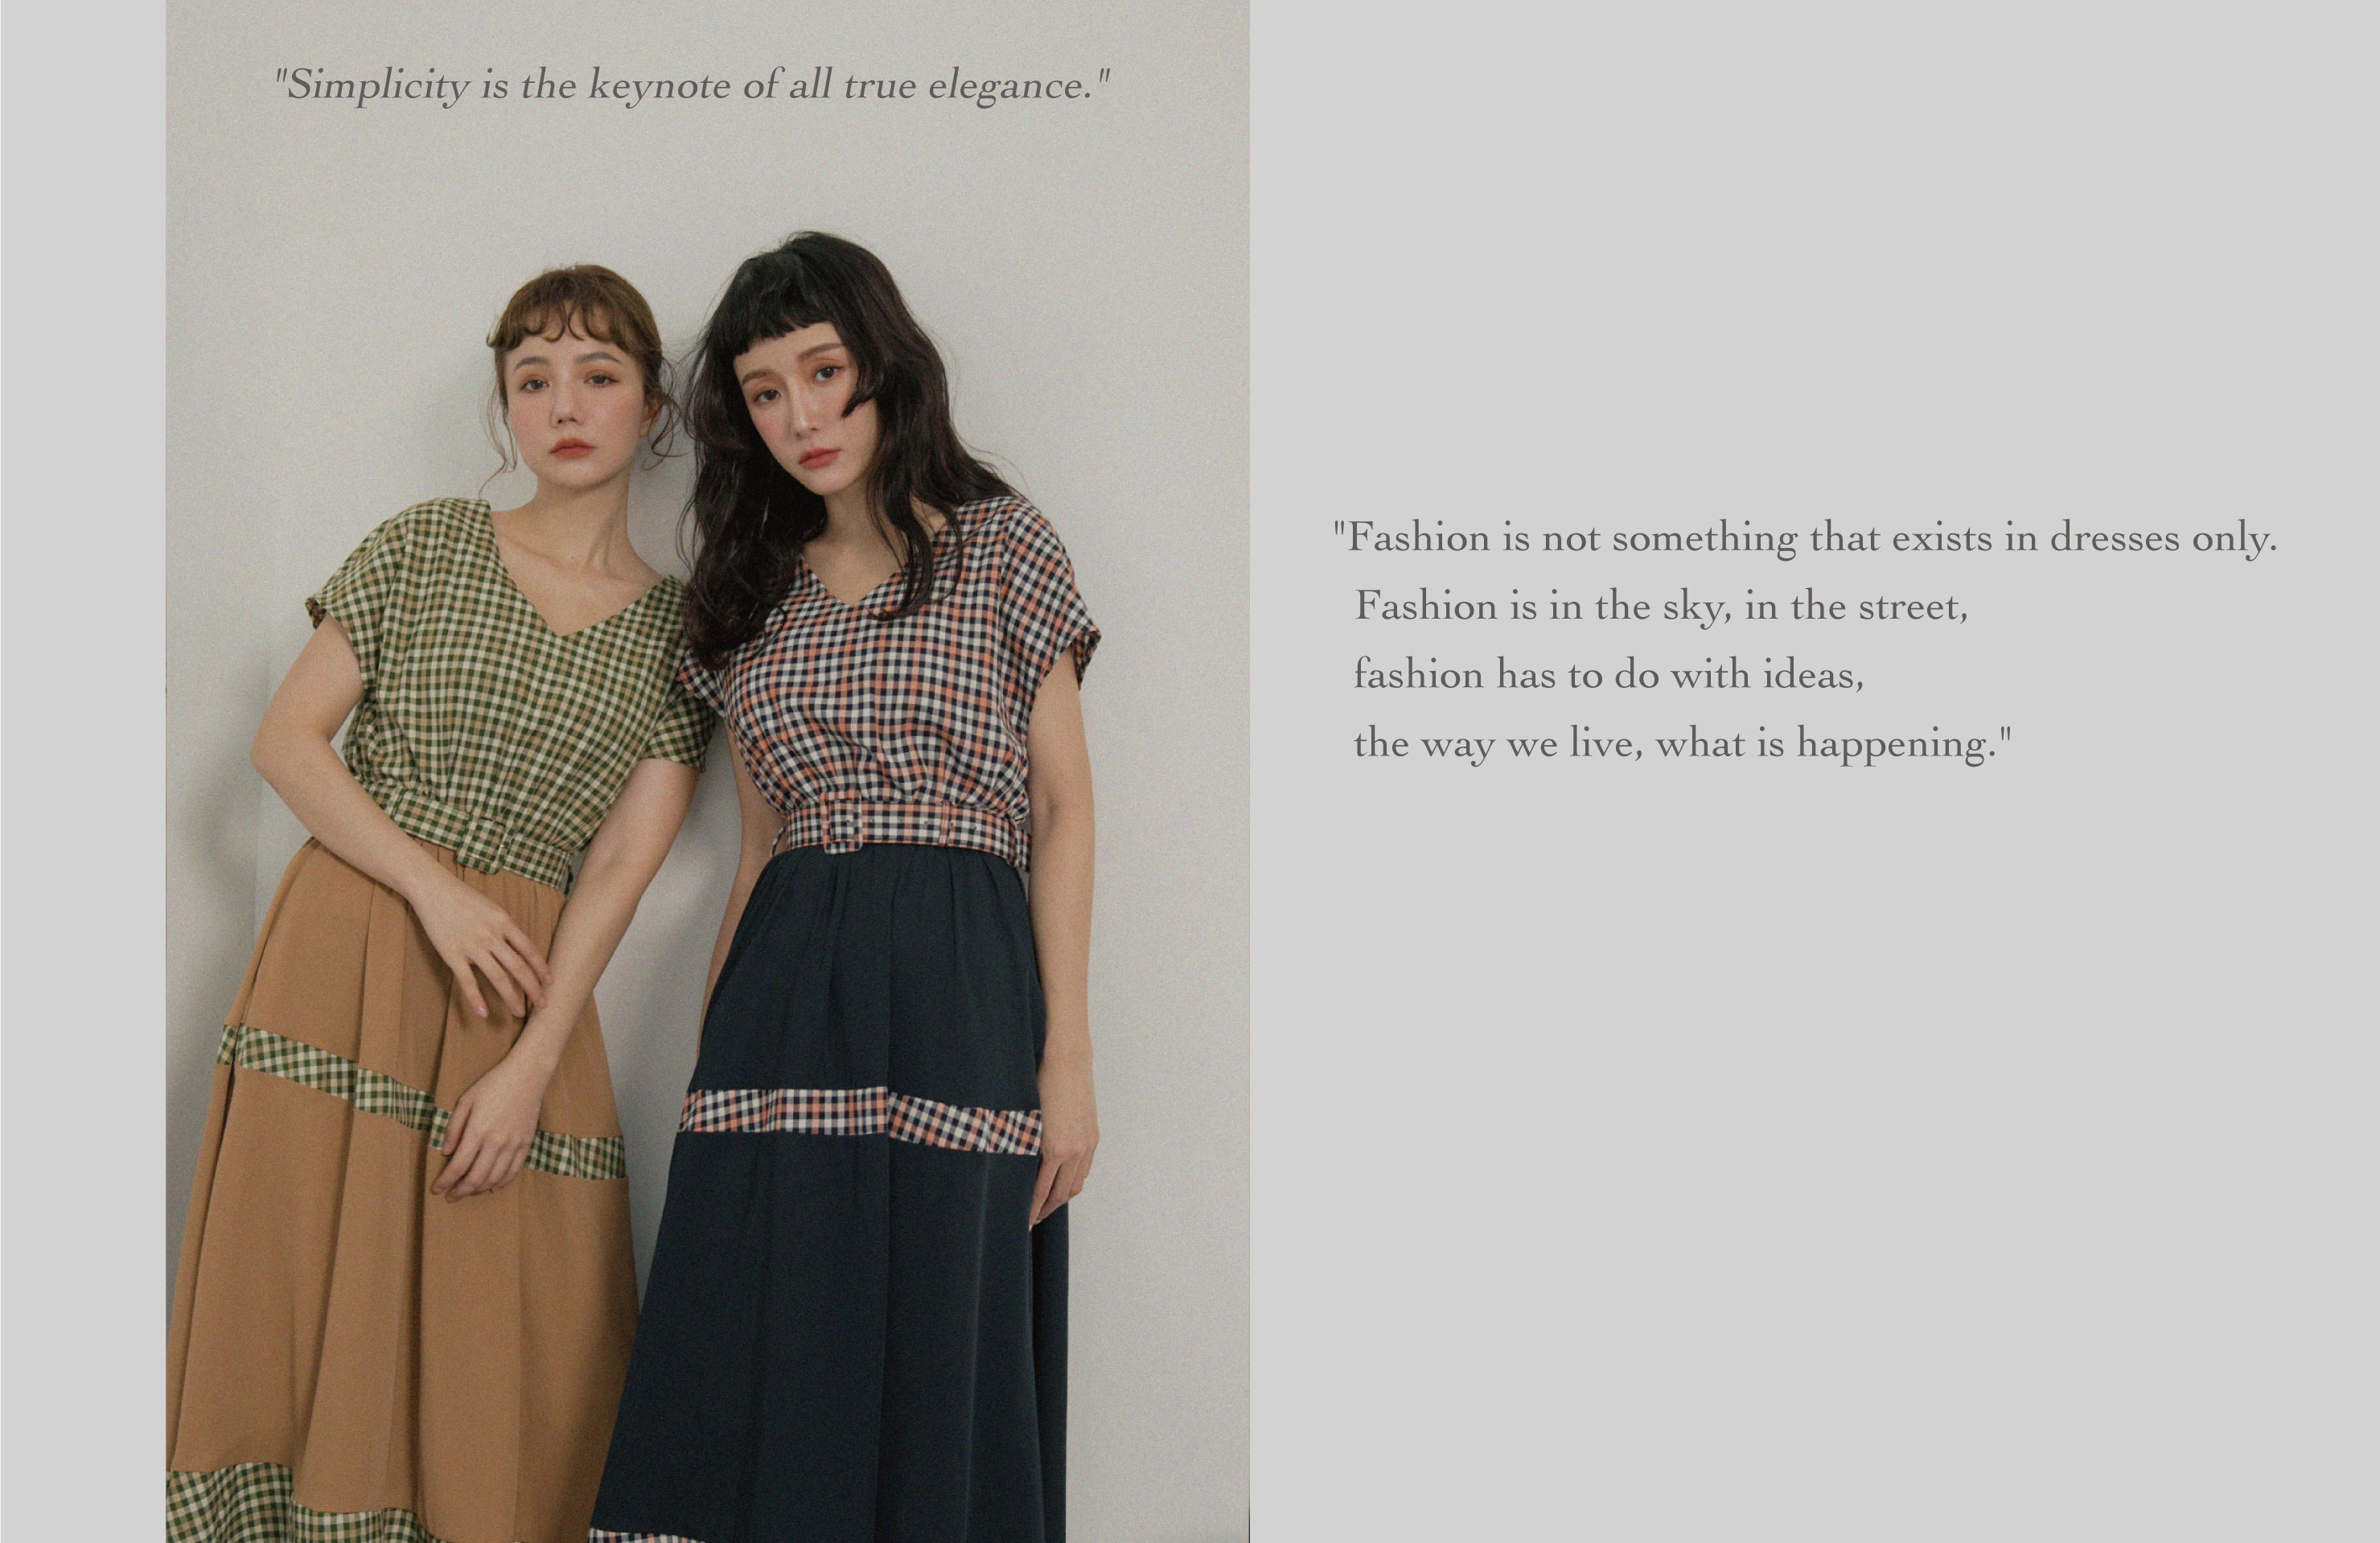 "Simplicity is the keynote of all true elegance."
"Fashion is not something that exists in dresses only.
Fashion is in the sky, in the street,
fashion has to do with ideas,
the way we live, what is happening."